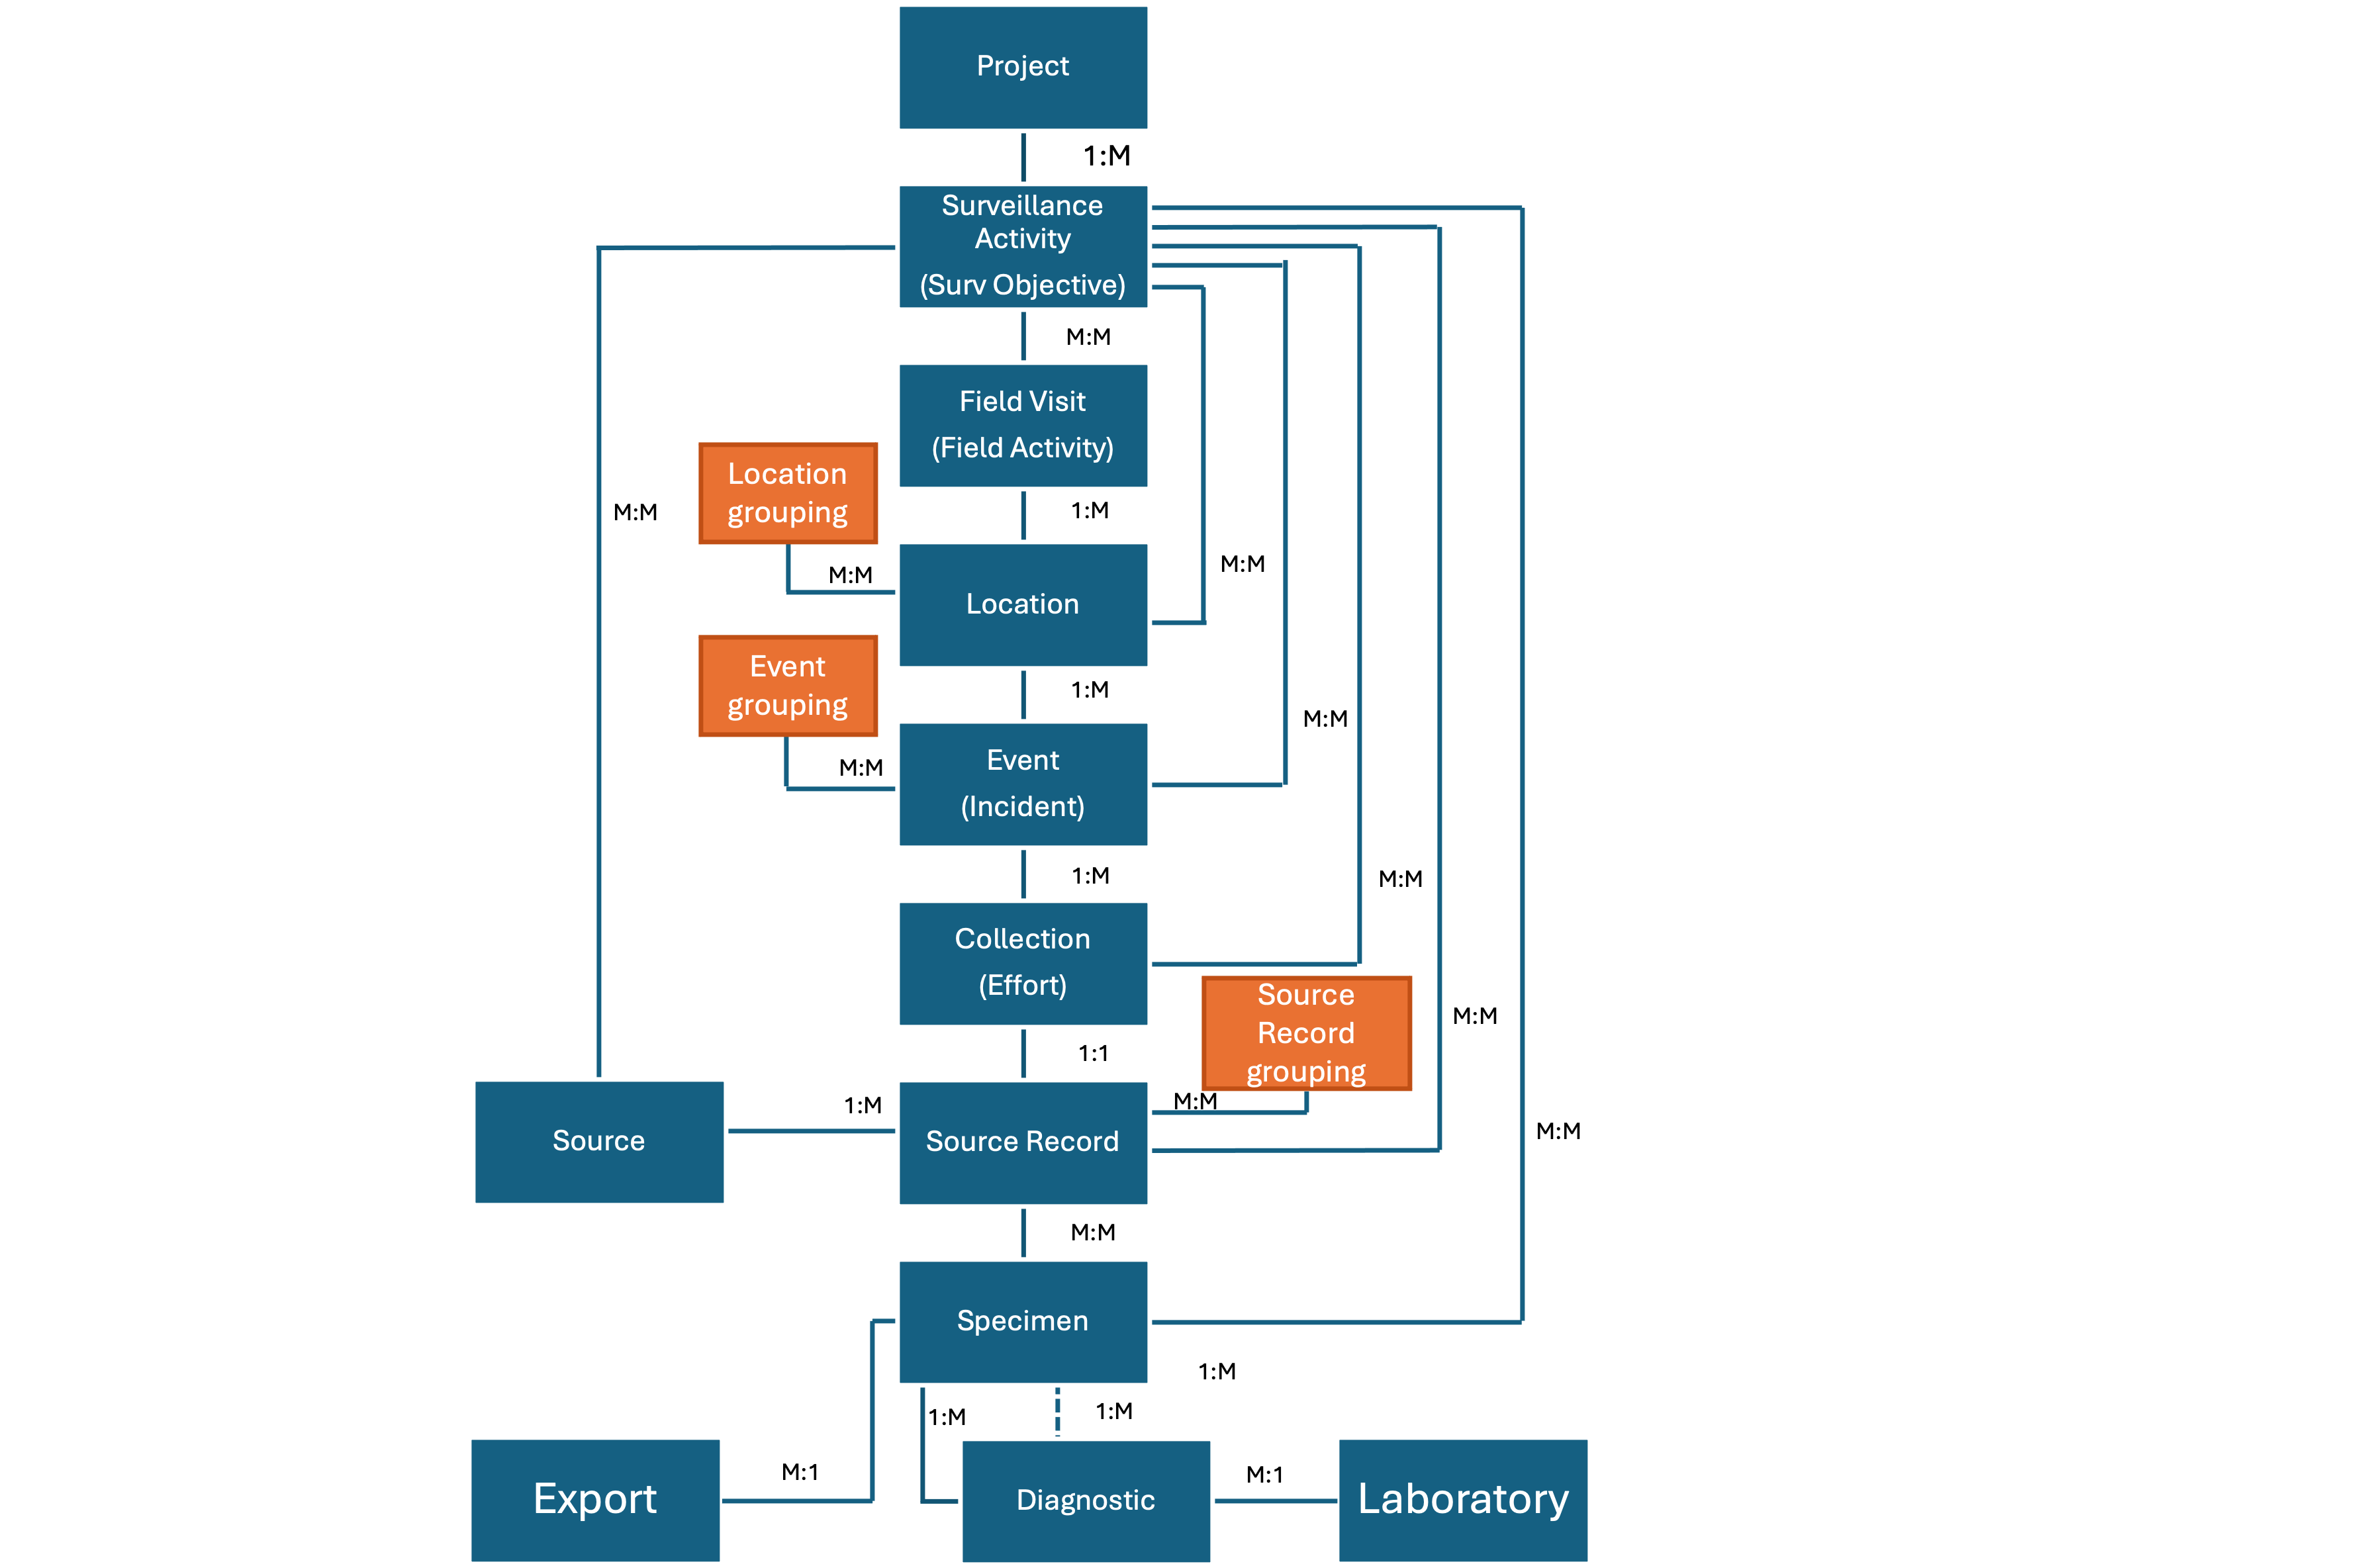 Project
1:M
Surveillance
Activity
(Surv Objective)
M:M
Field Visit
(Field Activity)
Location
grouping
M:M
1:M
M:M
M:M
Location
Event
grouping
1:M
M:M
M:M
Event
(Incident)
1:M
M:M
Collection
(Effort)
Source
Record
grouping
M:M
1:1
1:M
M:M
Source
Source Record
M:M
M:M
Specimen
1:M
1:M
1:M
M:1
M:1
Export
Diagnostic
Laboratory